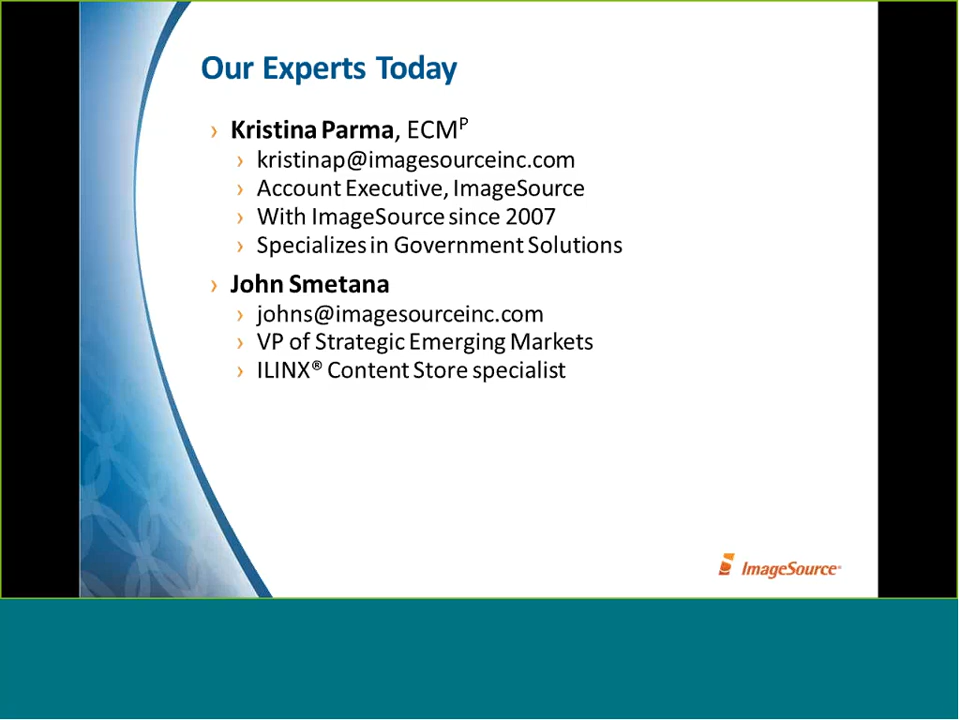 Our Experts Today
› Kristina Parma, ECMᴾ
› kristinap@imagesourceinc.com
› Account Executive, ImageSource
› With ImageSource since 2007
› Specializes in Government Solutions
› John Smetana
› johns@imagesourceinc.com
› VP of Strategic Emerging Markets
› ILINX® Content Store specialist
ImageSource®